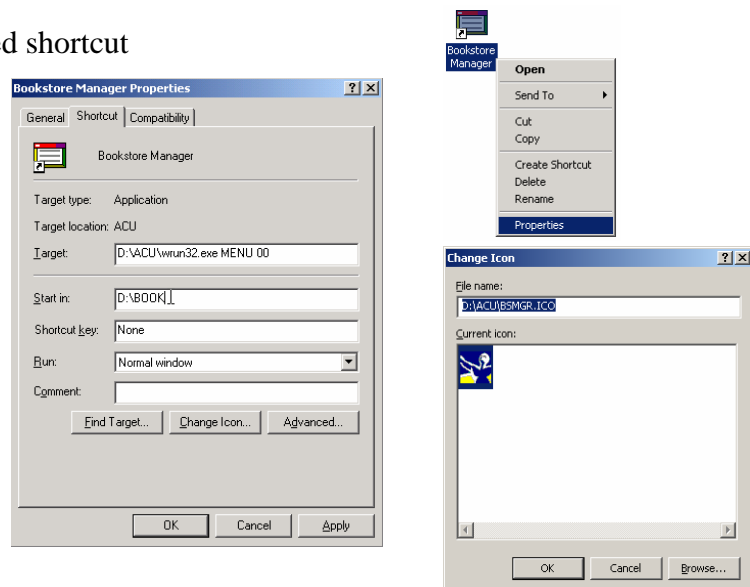 ed shortcut
Bookstore Manager Properties
General Shortcut Compatibility
Bookstore Manager
Target type: Application
Target location: ACU
Target: D:\ACU\wrun32.exe MENU 00
Start in: D:\BOOK
Shortcut key: None
Run: Normal window
Comment:
Find Target... Change Icon... Advanced...
OK Cancel Apply
Bookstore
Manager
Open
Send To
Cut
Copy
Create Shortcut
Delete
Rename
Properties
Change Icon
File name:
D:\ACU\BSMGR.ICO
Current icon:
OK Cancel Browse...